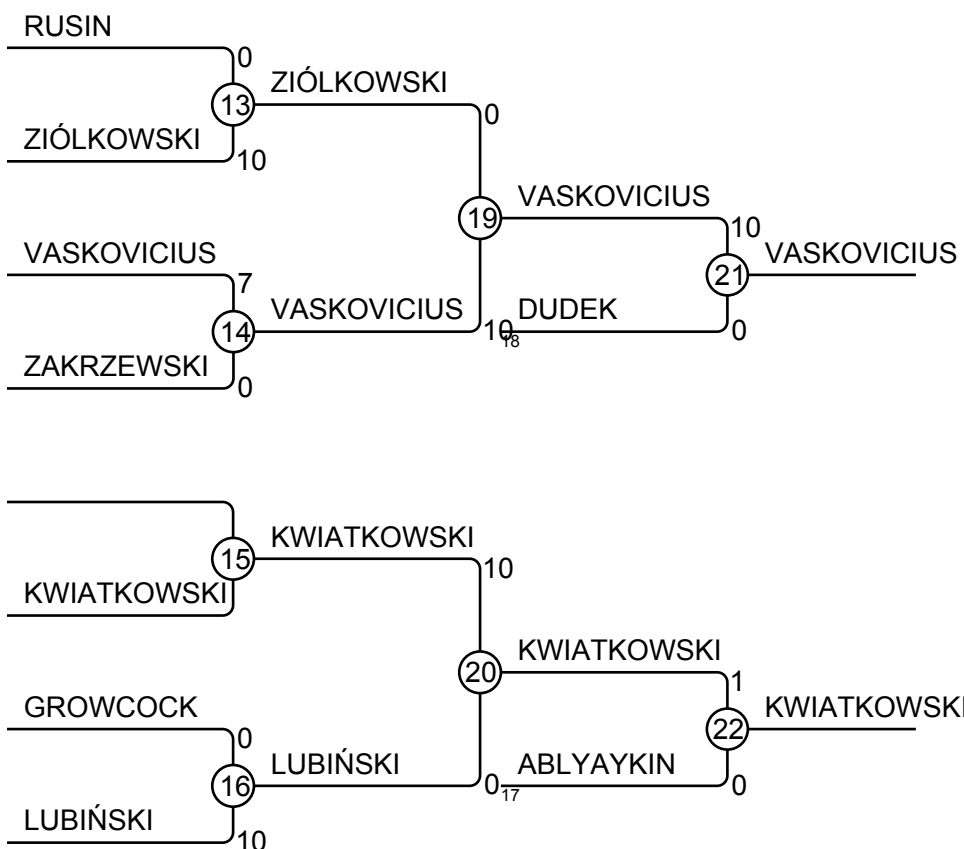 RUSIN
0
13 ZIÓLKOWSKI
0
ZIÓLKOWSKI
10
19 VASKOVICIUS
10
VASKOVICIUS
7
21 VASKOVICIUS
14 VASKOVICIUS
10
18 DUDEK
0
ZAKRZEWSKI
0
15 KWIATKOWSKI
10
KWIATKOWSKI
20 KWIATKOWSKI
1
GROWCOCK
0
22 KWIATKOWSKI
16 LUBIŃSKI
0
17 ABLYAYKIN
0
LUBIŃSKI
10